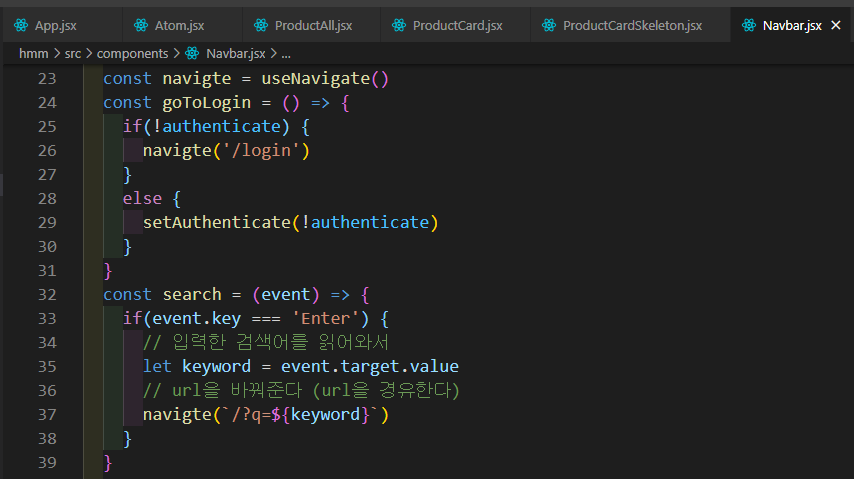 App.jsx Atom.jsx ProductAll.jsx ProductCard.jsx ProductCardSkeleton.jsx Navbar.jsx ×
hmm > src > components > Navbar.jsx > ...
23 const navigte = useNavigate()
24 const goToLogin = () => {
25 if(!authenticate) {
26 navigte('/login')
27 }
28 else {
29 setAuthenticate(!authenticate)
30 }
31 }
32 const search = (event) => {
33 if(event.key === 'Enter') {
34 // 입력한 검색어를 읽어와서
35 let keyword = event.target.value
36 // url을 바꿔준다 (url을 경유한다)
37 navigte(`/?q=${keyword}`)
38 }
39 }